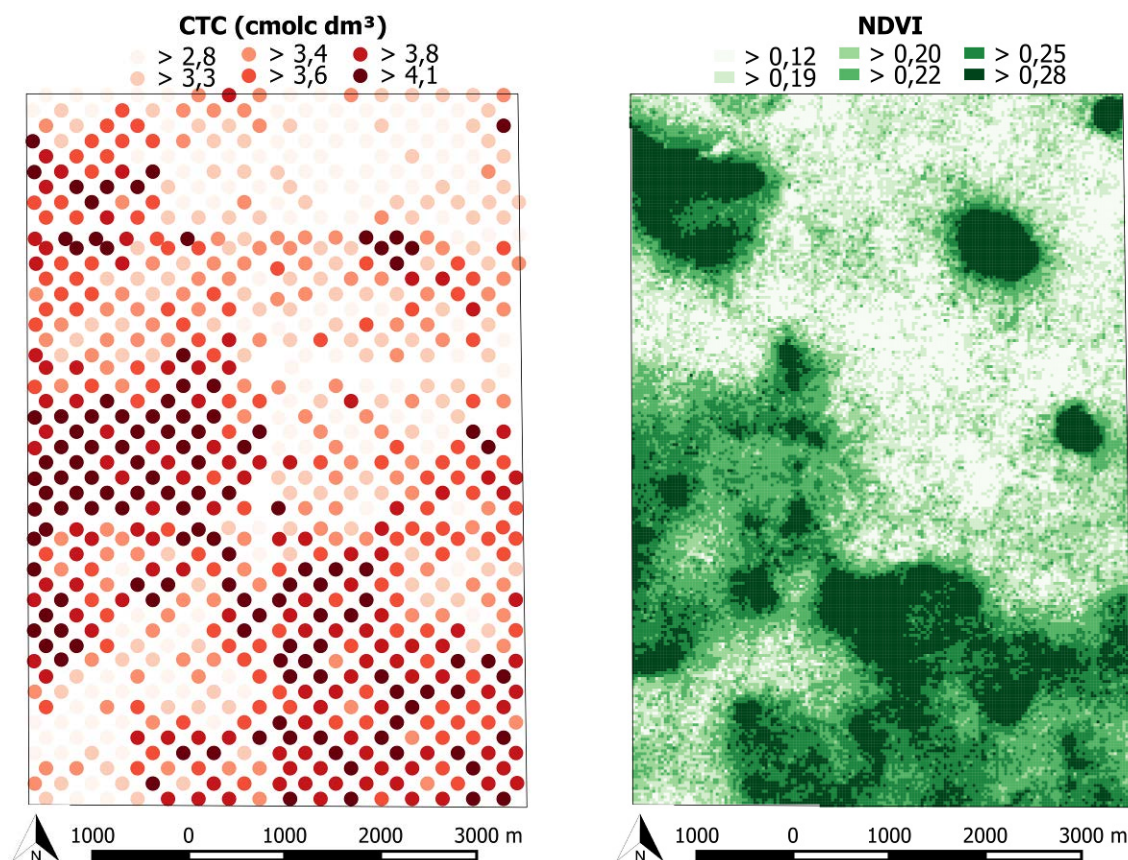 CTC (cmolc dm³)
> 2,8 > 3,4 > 3,8
> 3,3 > 3,6 > 4,1
N
1000 0 1000 2000 3000 m
NDVI
> 0,12 > 0,20 > 0,25
> 0,19 > 0,22 > 0,28
N
1000 0 1000 2000 3000 m